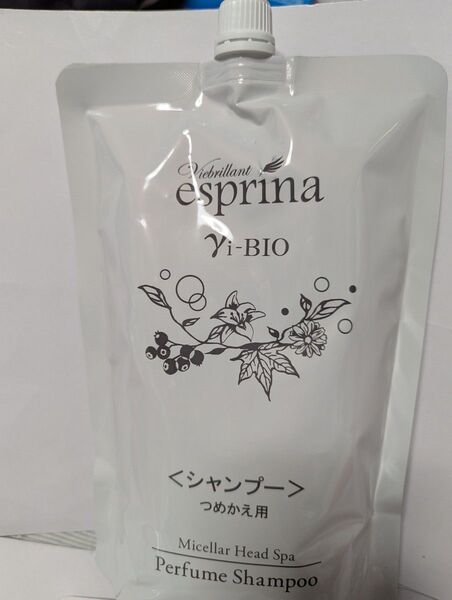 Viebrillant
esprina
γi-BIO
＜シャンプー＞
つめかえ用
Micellar Head Spa
Perfume Shampoo